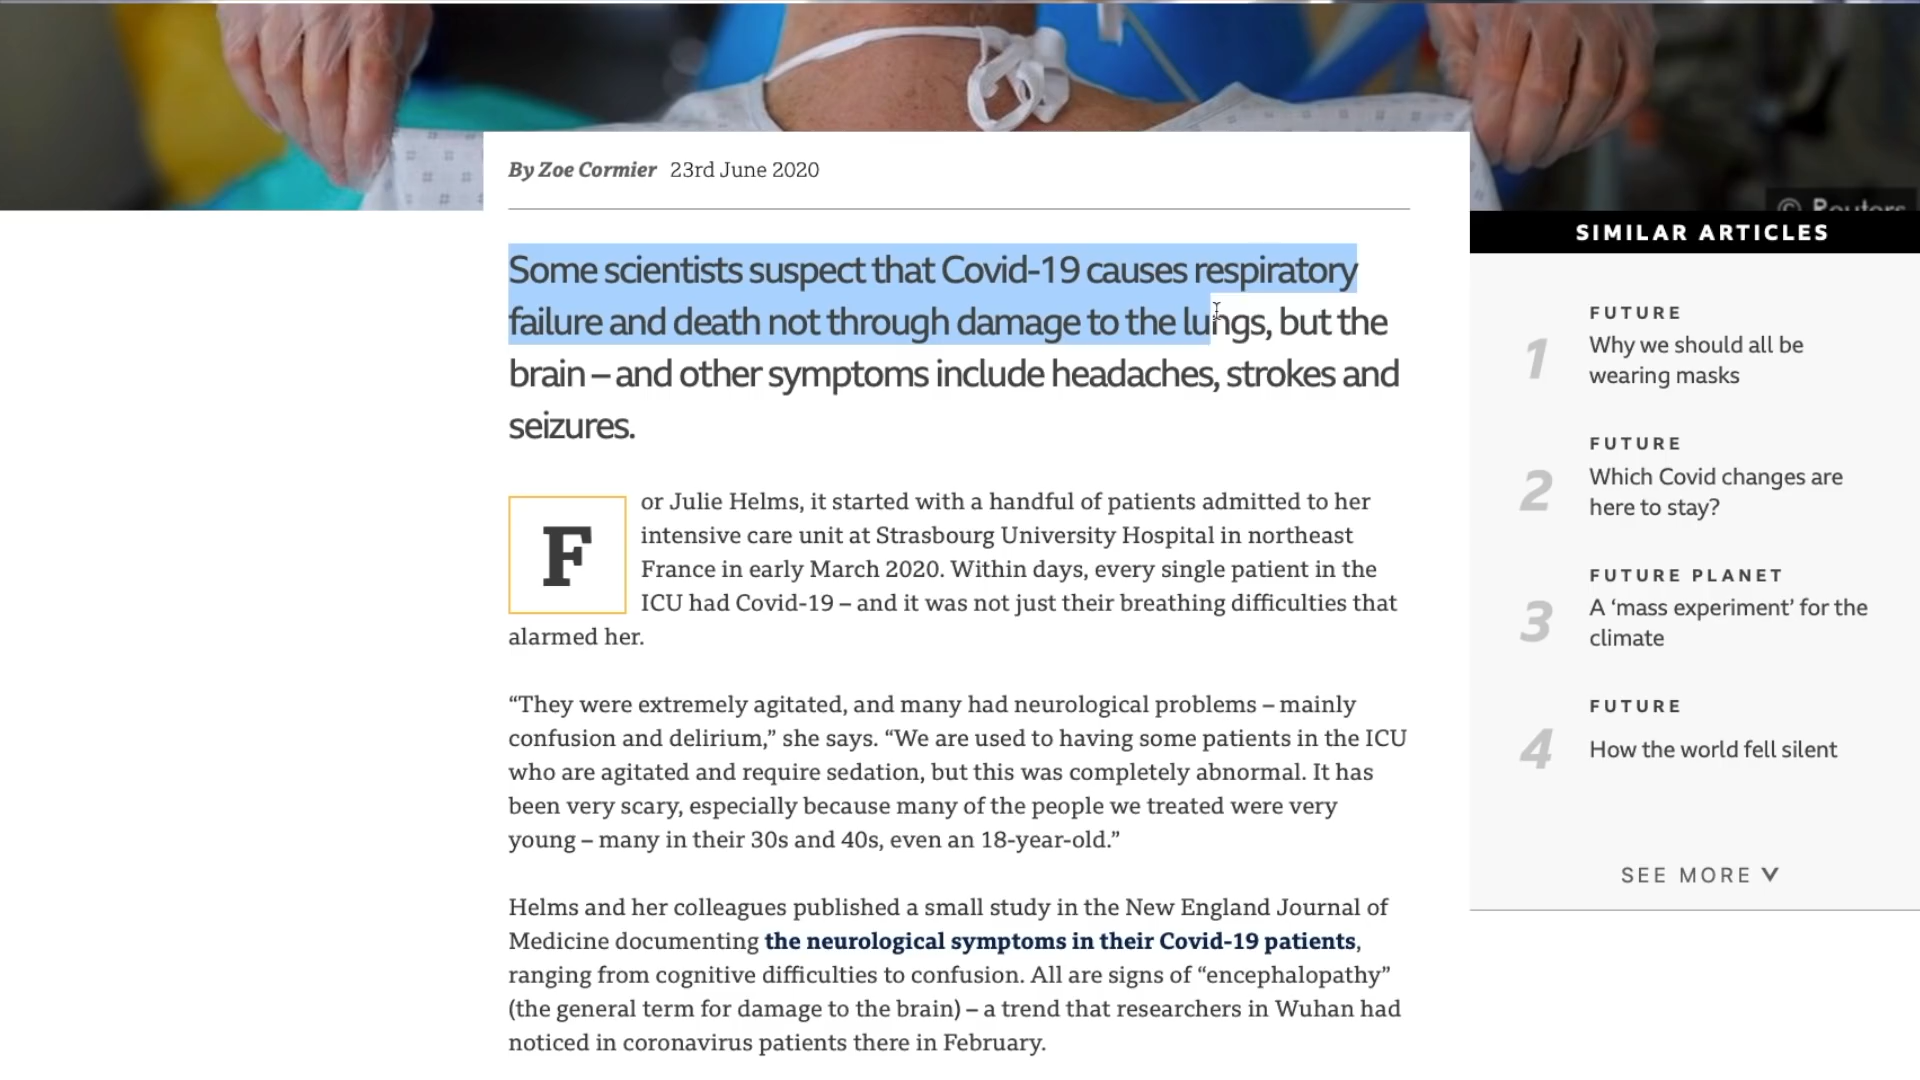 © Reuters
By Zoe Cormier 23rd June 2020
Some scientists suspect that Covid-19 causes respiratory
failure and death not through damage to the lungs, but the
brain – and other symptoms include headaches, strokes and
seizures.
For Julie Helms, it started with a handful of patients admitted to her
intensive care unit at Strasbourg University Hospital in northeast
France in early March 2020. Within days, every single patient in the
ICU had Covid-19 – and it was not just their breathing difficulties that
alarmed her.
“They were extremely agitated, and many had neurological problems – mainly
confusion and delirium,” she says. “We are used to having some patients in the ICU
who are agitated and require sedation, but this was completely abnormal. It has
been very scary, especially because many of the people we treated were very
young – many in their 30s and 40s, even an 18-year-old.”
Helms and her colleagues published a small study in the New England Journal of
Medicine documenting the neurological symptoms in their Covid-19 patients,
ranging from cognitive difficulties to confusion. All are signs of “encephalopathy”
(the general term for damage to the brain) – a trend that researchers in Wuhan had
noticed in coronavirus patients there in February.
SIMILAR ARTICLES
FUTURE
1 Why we should all be
wearing masks
FUTURE
2 Which Covid changes are
here to stay?
FUTURE PLANET
3 A ‘mass experiment’ for the
climate
FUTURE
4 How the world fell silent
SEE MORE